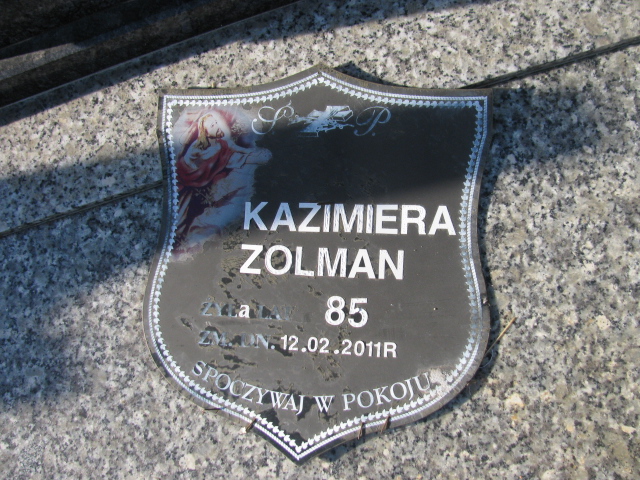 Ś P
KAZIMIERA
ZOLMAN
85
12.02.2011R
SPOCZYWAJ W POKOJU